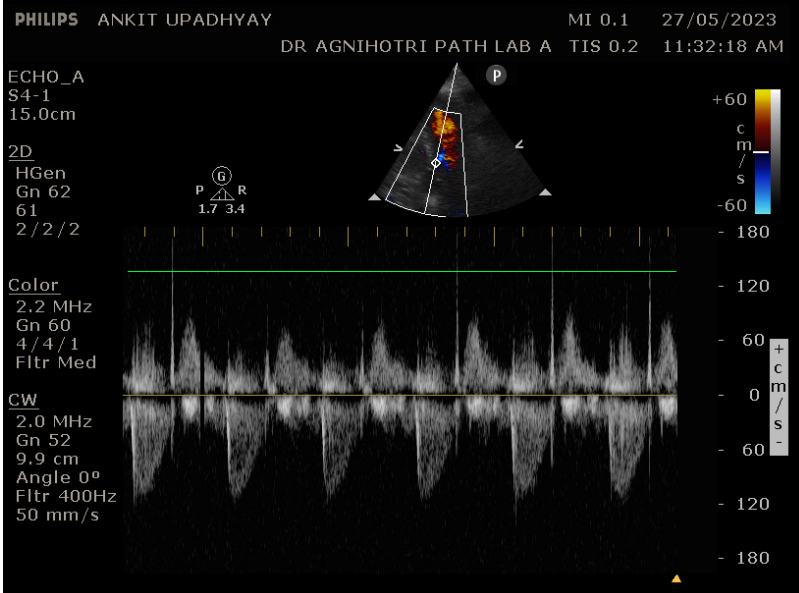 PHILIPS ANKIT UPADHYAY MI 0.1 27/05/2023
DR AGNIHOTRI PATH LAB A TIS 0.2 11:32:18 AM
ECHO_A
S4-1
15.0cm
2D
HGen
Gn 62
61
2/2/2
Color
2.2 MHz
Gn 60
4/4/1
Fltr Med
CW
2.0 MHz
Gn 52
9.9 cm
Angle 0º
Fltr 400Hz
50 mm/s
G
P R
1.7 3.4
P
+60
cm/s
-60
- 180
- 120
- 60
- 0
- 60
- 120
- 180
+
cm/s
-